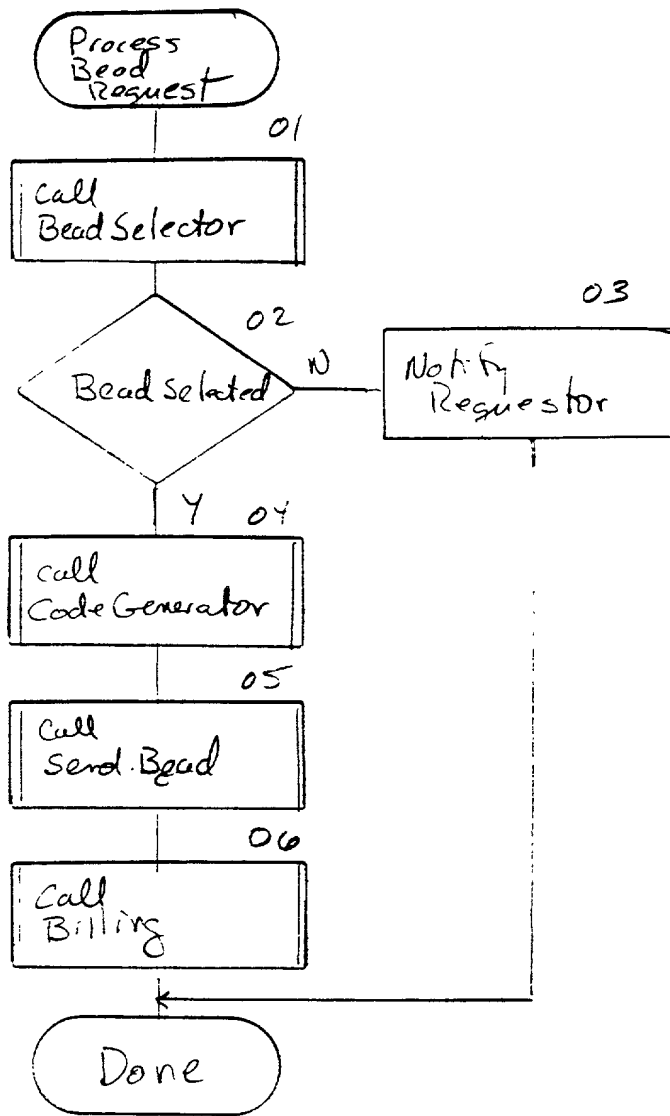 Process
Bead
Request
01
Call
Bead Selector
02
Bead Selected
N
03
Notify
Requestor
Y
04
Call
Code Generator
05
Call
Send Bead
06
Call
Billing
Done